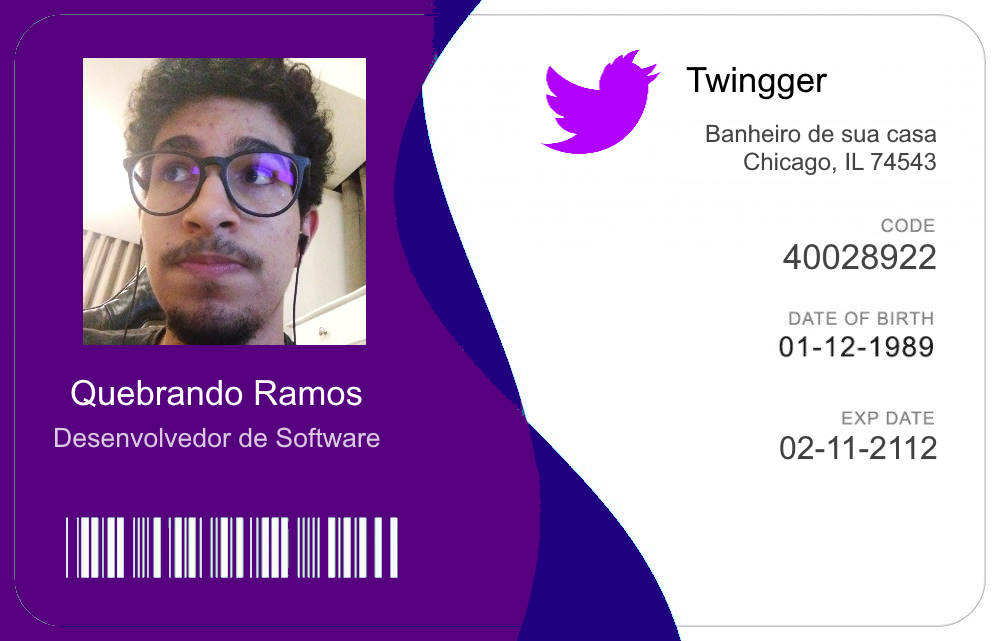 Quebrando Ramos
Desenvolvedor de Software
Twingger
Banheiro de sua casa
Chicago, IL 74543
CODE
40028922
DATE OF BIRTH
01-12-1989
EXP DATE
02-11-2112